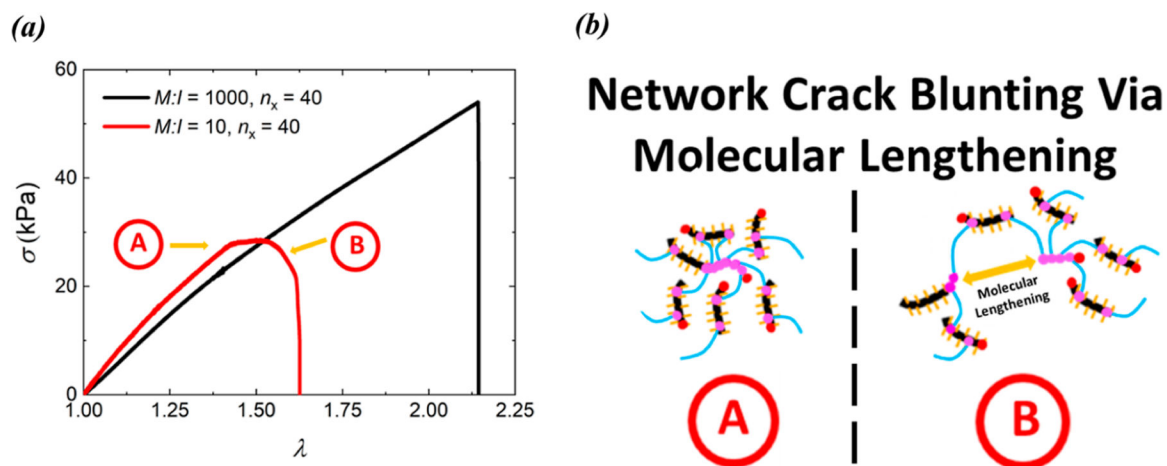 (a)
60
40
20
0
σ (kPa)
M:I = 1000, nₓ = 40
M:I = 10, nₓ = 40
A
B
1.00 1.25 1.50 1.75 2.00 2.25
λ
(b)
Network Crack Blunting Via
Molecular Lengthening
Molecular
Lengthening
A
B